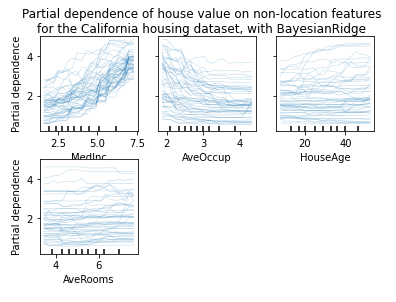 Partial dependence of house value on non-location features
for the California housing dataset, with BayesianRidge
Partial dependence
4
2
2.5 5.0 7.5
MedInc
2 3 4
AveOccup
20 40
HouseAge
Partial dependence
4
2
4 6
AveRooms